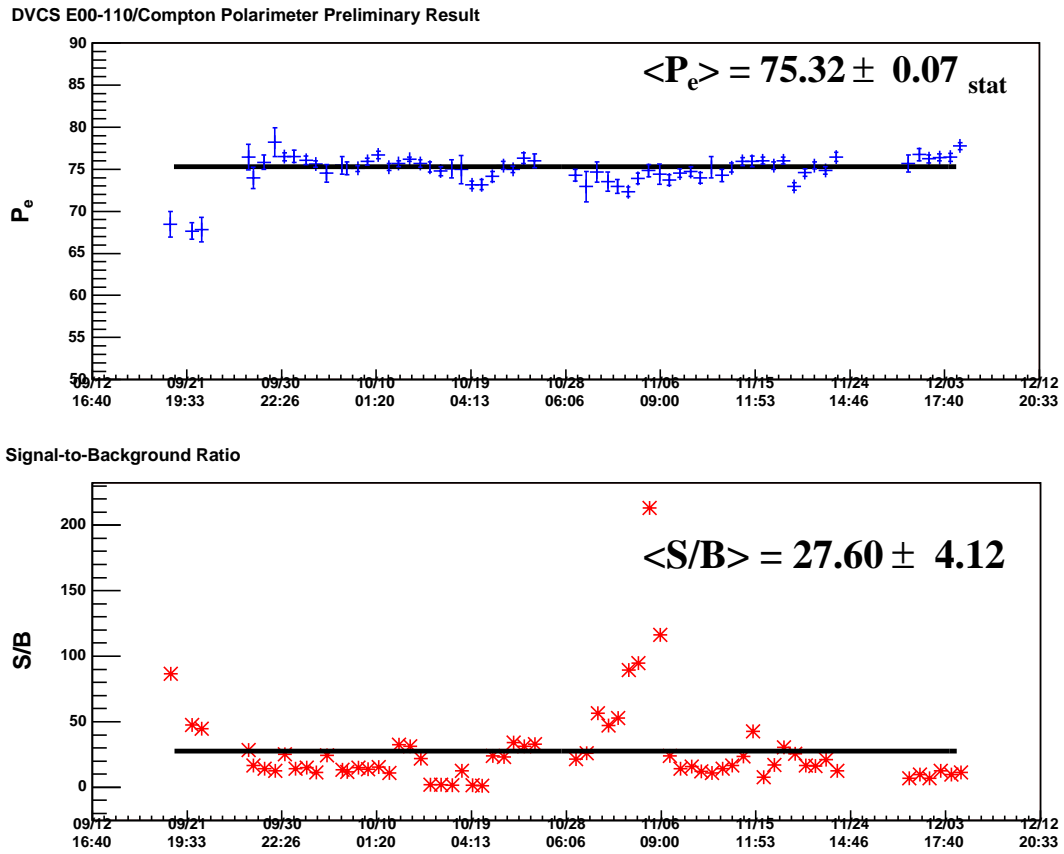 DVCS E00-110/Compton Polarimeter Preliminary Result
<Pe> = 75.32 ± 0.07 stat
Pe
90
85
80
75
70
65
60
55
50
09/12 09/21 09/30 10/10 10/19 10/28 11/06 11/15 11/24 12/03 12/12
16:40 19:33 22:26 01:20 04:13 06:06 09:00 11:53 14:46 17:40 20:33
Signal-to-Background Ratio
<S/B> = 27.60 ± 4.12
S/B
200
150
100
50
0
09/12 09/21 09/30 10/10 10/19 10/28 11/06 11/15 11/24 12/03 12/12
16:40 19:33 22:26 01:20 04:13 06:06 09:00 11:53 14:46 17:40 20:33